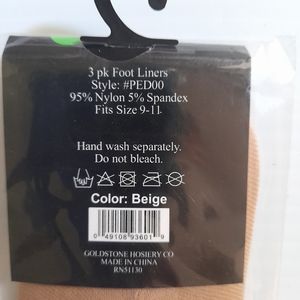 3 pk Foot Liners™
Style: #PED00
95% Nylon 5% Spandex
Fits Size 9-11
Hand wash separately.
Do not bleach.
Color: Beige
0 49108 93601 9
GOLDSTONE HOSIERY CO
MADE IN CHINA
RN51130